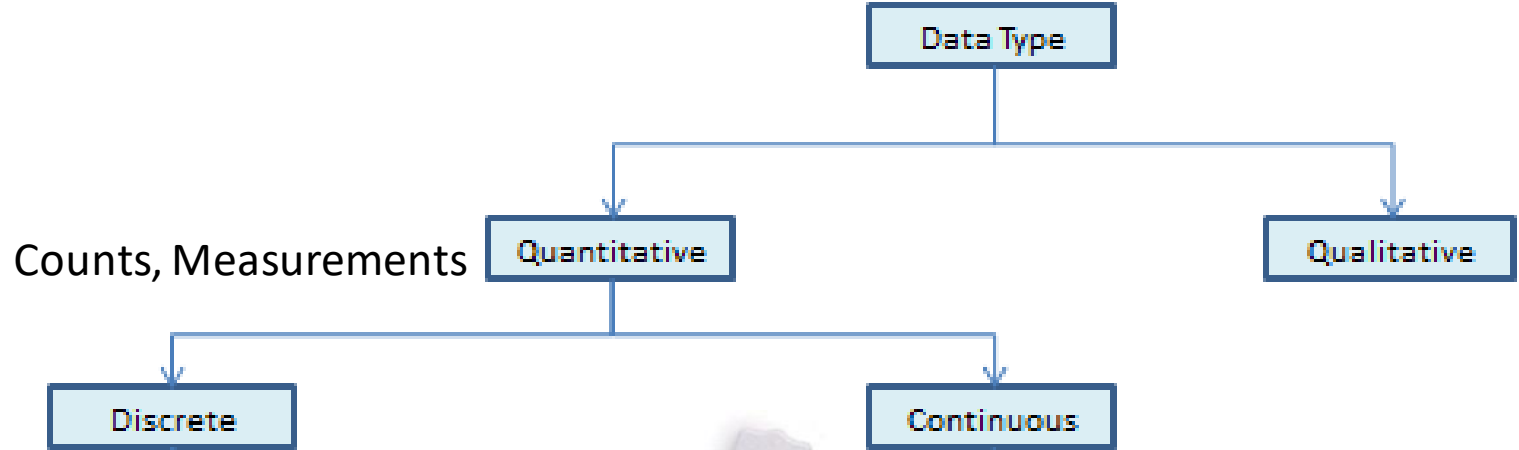 Data Type
Counts, Measurements
Quantitative
Qualitative
Discrete
Continuous